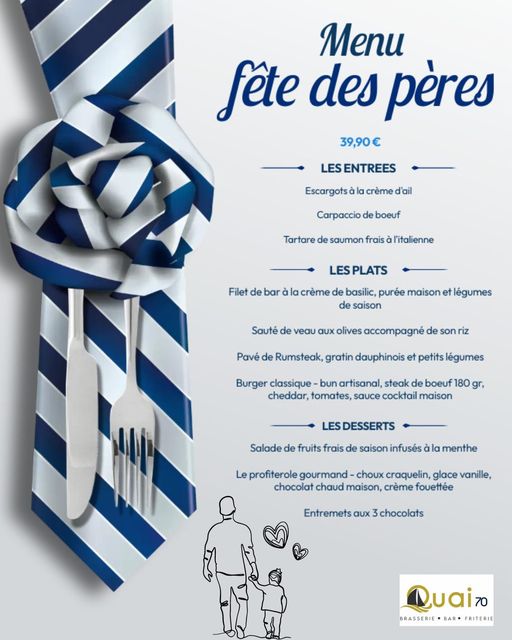 Menu
fête des pères
39,90 €
LES ENTREES
Escargots à la crème d'ail
Carpaccio de boeuf
Tartare de saumon frais à l'italienne
LES PLATS
Filet de bar à la crème de basilic, purée maison et légumes
de saison
Sauté de veau aux olives accompagné de son riz
Pavé de Rumsteak, gratin dauphinois et petits légumes
Burger classique - bun artisanal, steak de boeuf 180 gr,
cheddar, tomates, sauce cocktail maison
LES DESSERTS
Salade de fruits frais de saison infusés à la menthe
Le profiterole gourmand - choux craquelin, glace vanille,
chocolat chaud maison, crème fouettée
Entremets aux 3 chocolats
Quai 70
BRASSERIE • BAR • FRITERIE